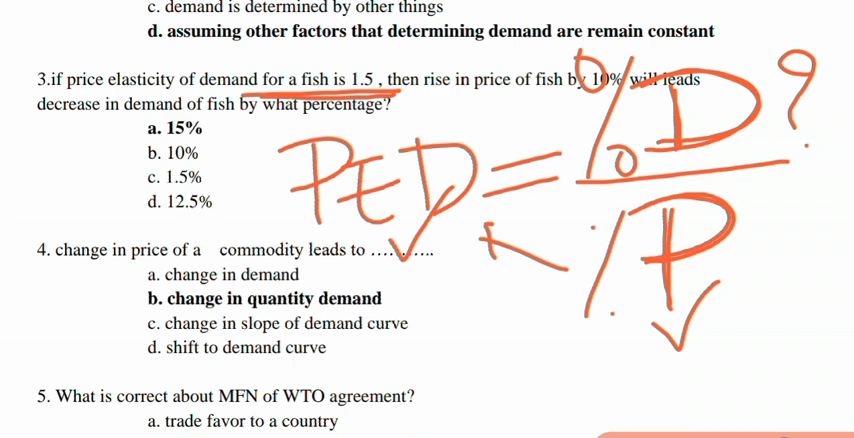 c. demand is determined by other things
d. assuming other factors that determining demand are remain constant
3.if price elasticity of demand for a fish is 1.5 , then rise in price of fish by 10% will leads
decrease in demand of fish by what percentage?
a. 15%
b. 10%
c. 1.5%
d. 12.5%
PED = %D ?
%P
4. change in price of a commodity leads to ………..
a. change in demand
b. change in quantity demand
c. change in slope of demand curve
d. shift to demand curve
5. What is correct about MFN of WTO agreement?
a. trade favor to a country